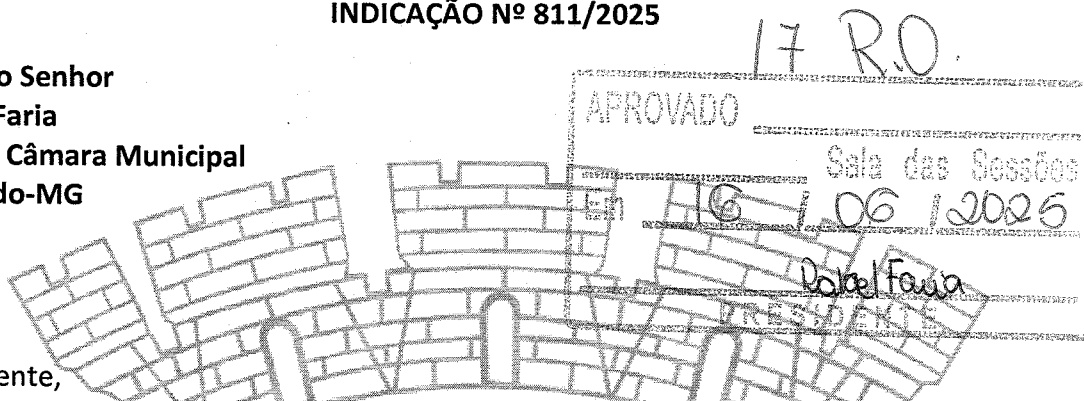 INDICAÇÃO Nº 811/2025
17 R.O.
o Senhor
Faria
Câmara Municipal
do-MG
APROVADO
Sala das Sessões
Em 16 / 06 / 2025
Rafael Faria
PRESIDENTE
ente,